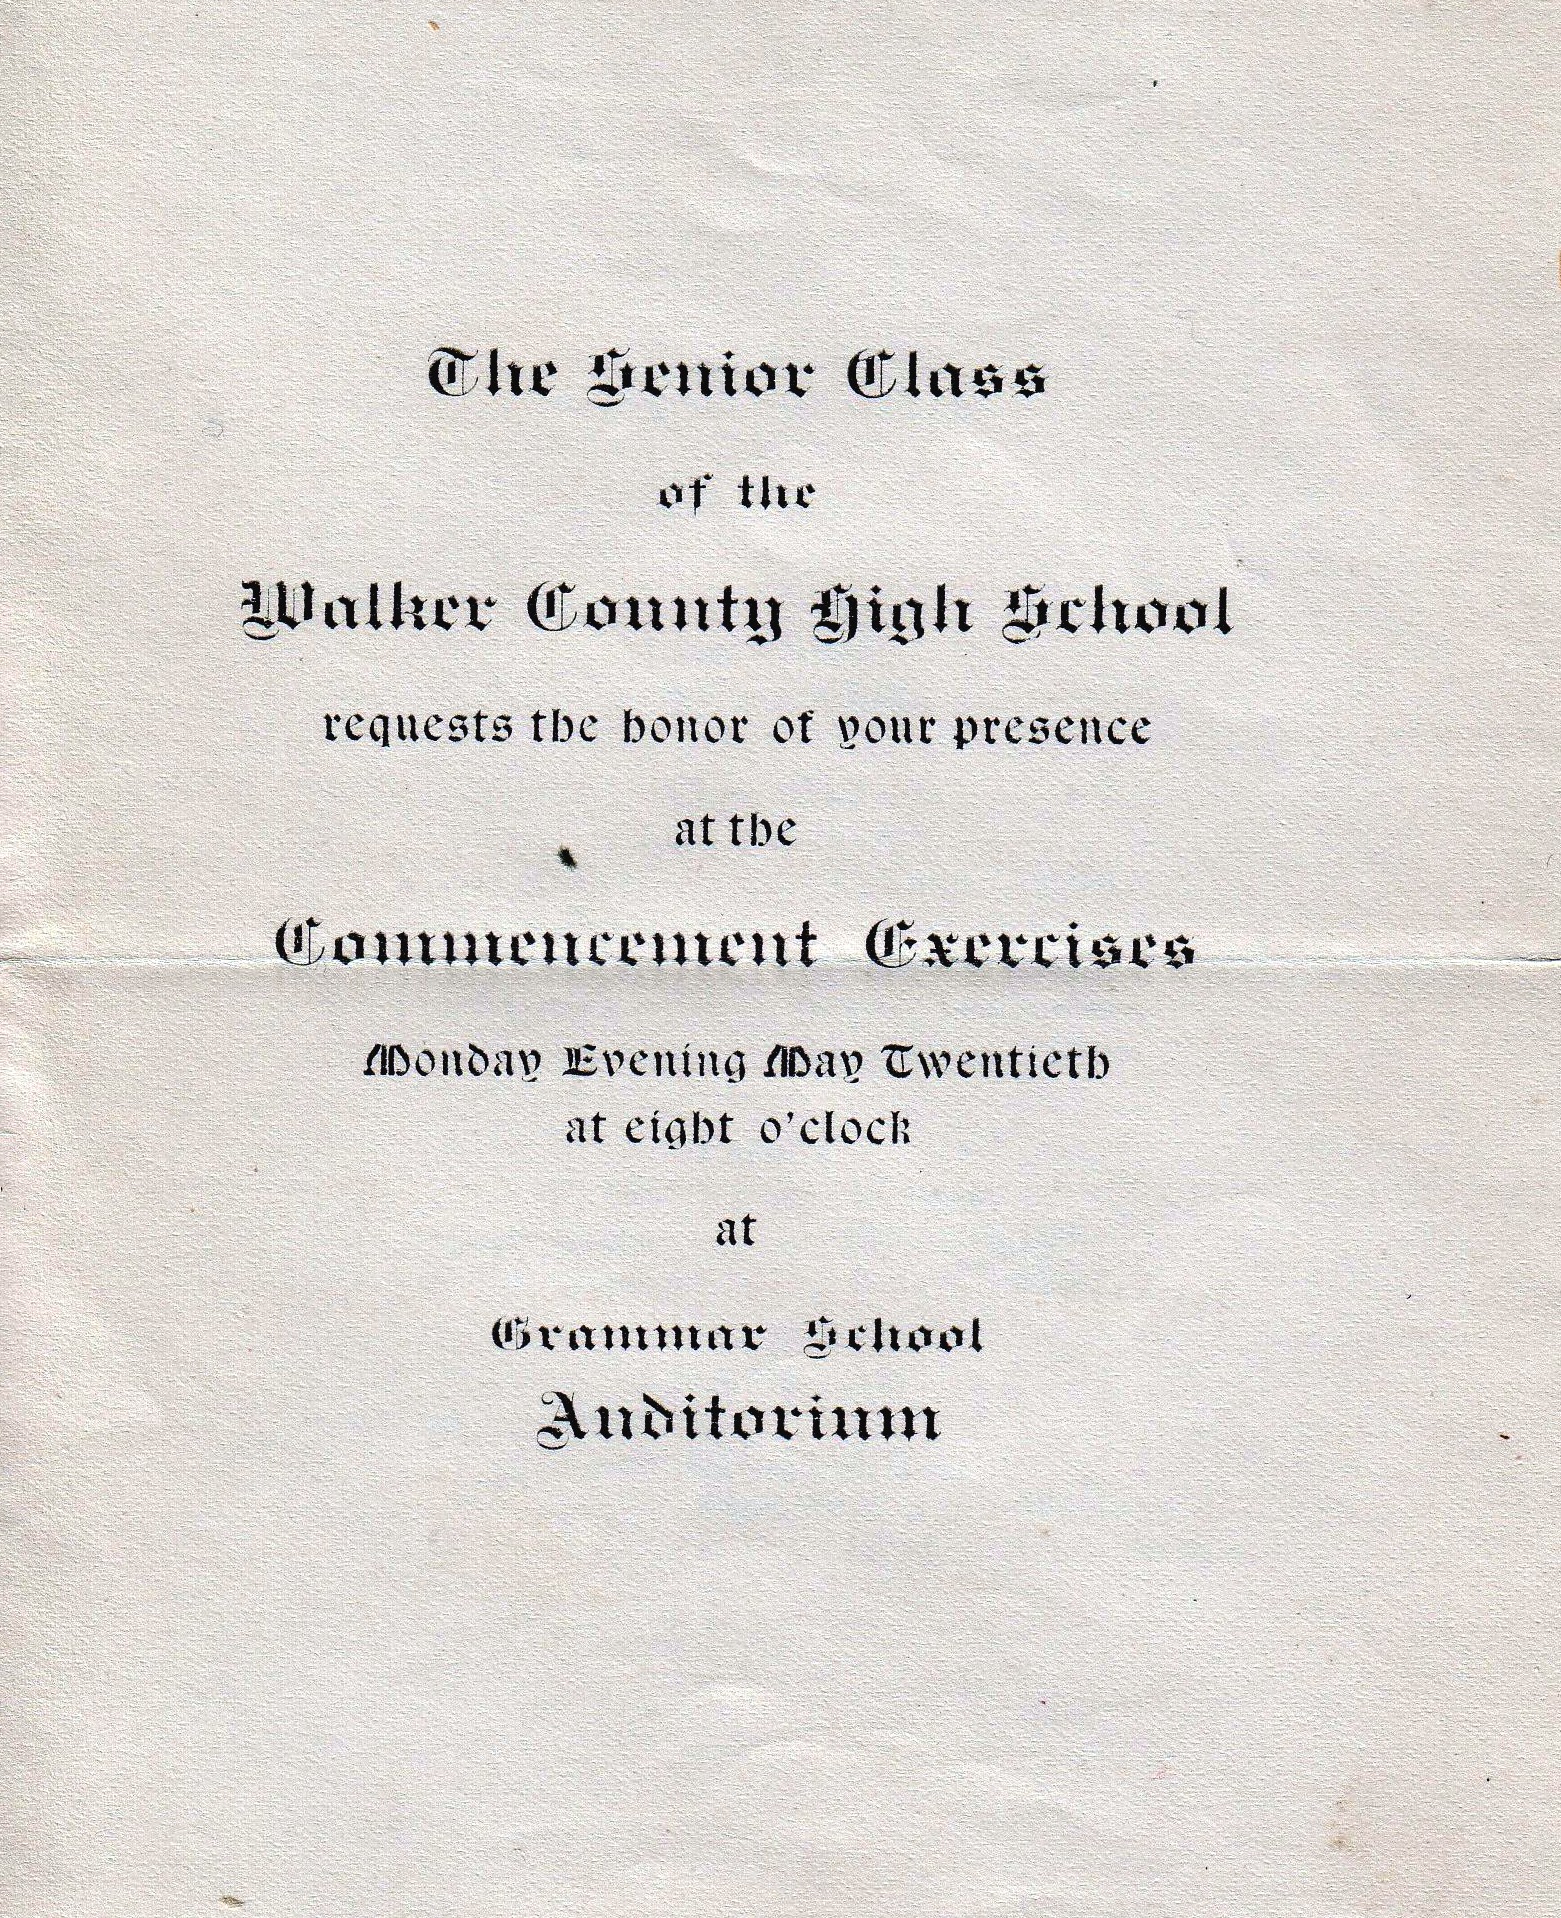 The Senior Class
of the
Walker County High School
requests the honor of your presence
at the
Commencement Exercises
Monday Evening May Twentieth
at eight o'clock
at
Grammar School
Auditorium